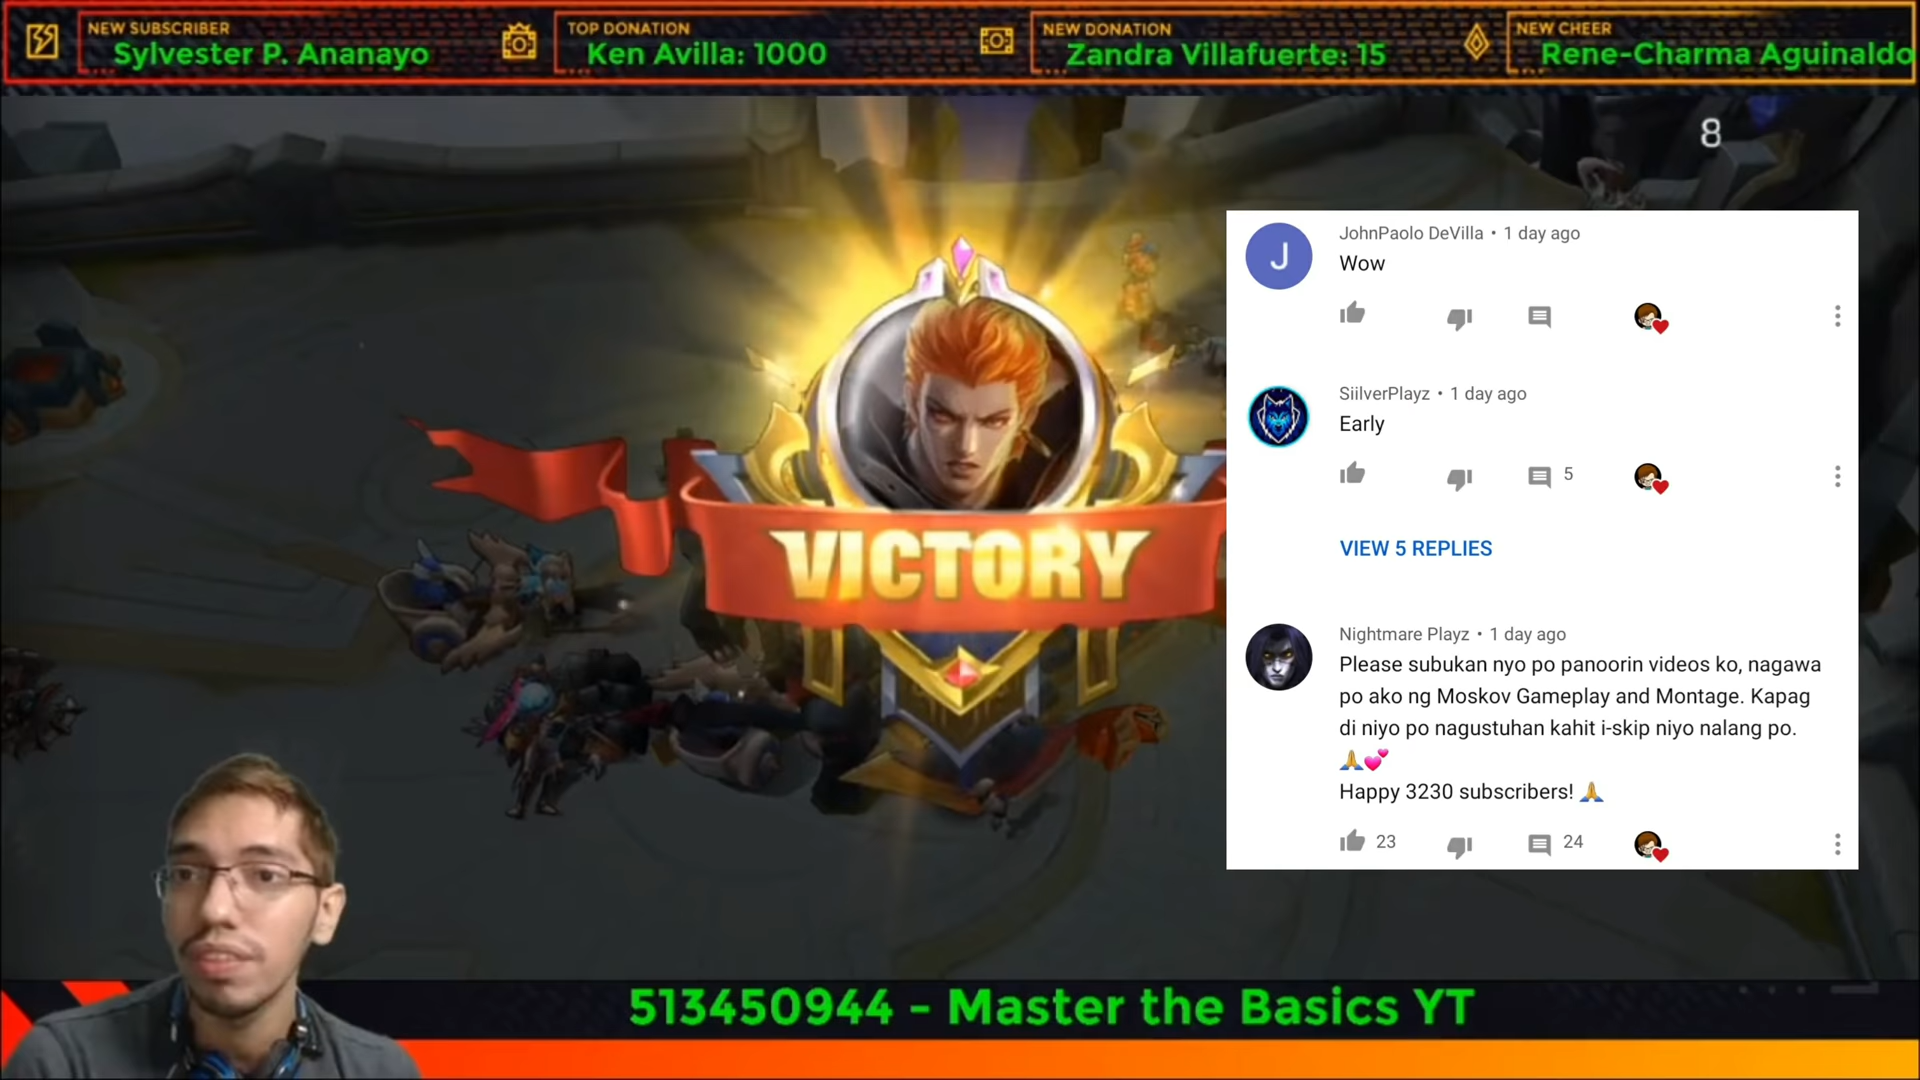 NEW SUBSCRIBER
Sylvester P. Ananayo
TOP DONATION
Ken Avilla: 1000
NEW DONATION
Zandra Villafuerte: 15
NEW CHEER
Rene-Charma Aguinaldo
8
J
JohnPaolo DeVilla • 1 day ago
Wow
SiilverPlayz • 1 day ago
Early
5
VIEW 5 REPLIES
Nightmare Playz • 1 day ago
Please subukan nyo po panoorin videos ko, nagawa
po ako ng Moskov Gameplay and Montage. Kapag
di niyo po nagustuhan kahit i-skip niyo nalang po.
🙏💕
Happy 3230 subscribers! 🙏
23
24
VICTORY
513450944 - Master the Basics YT